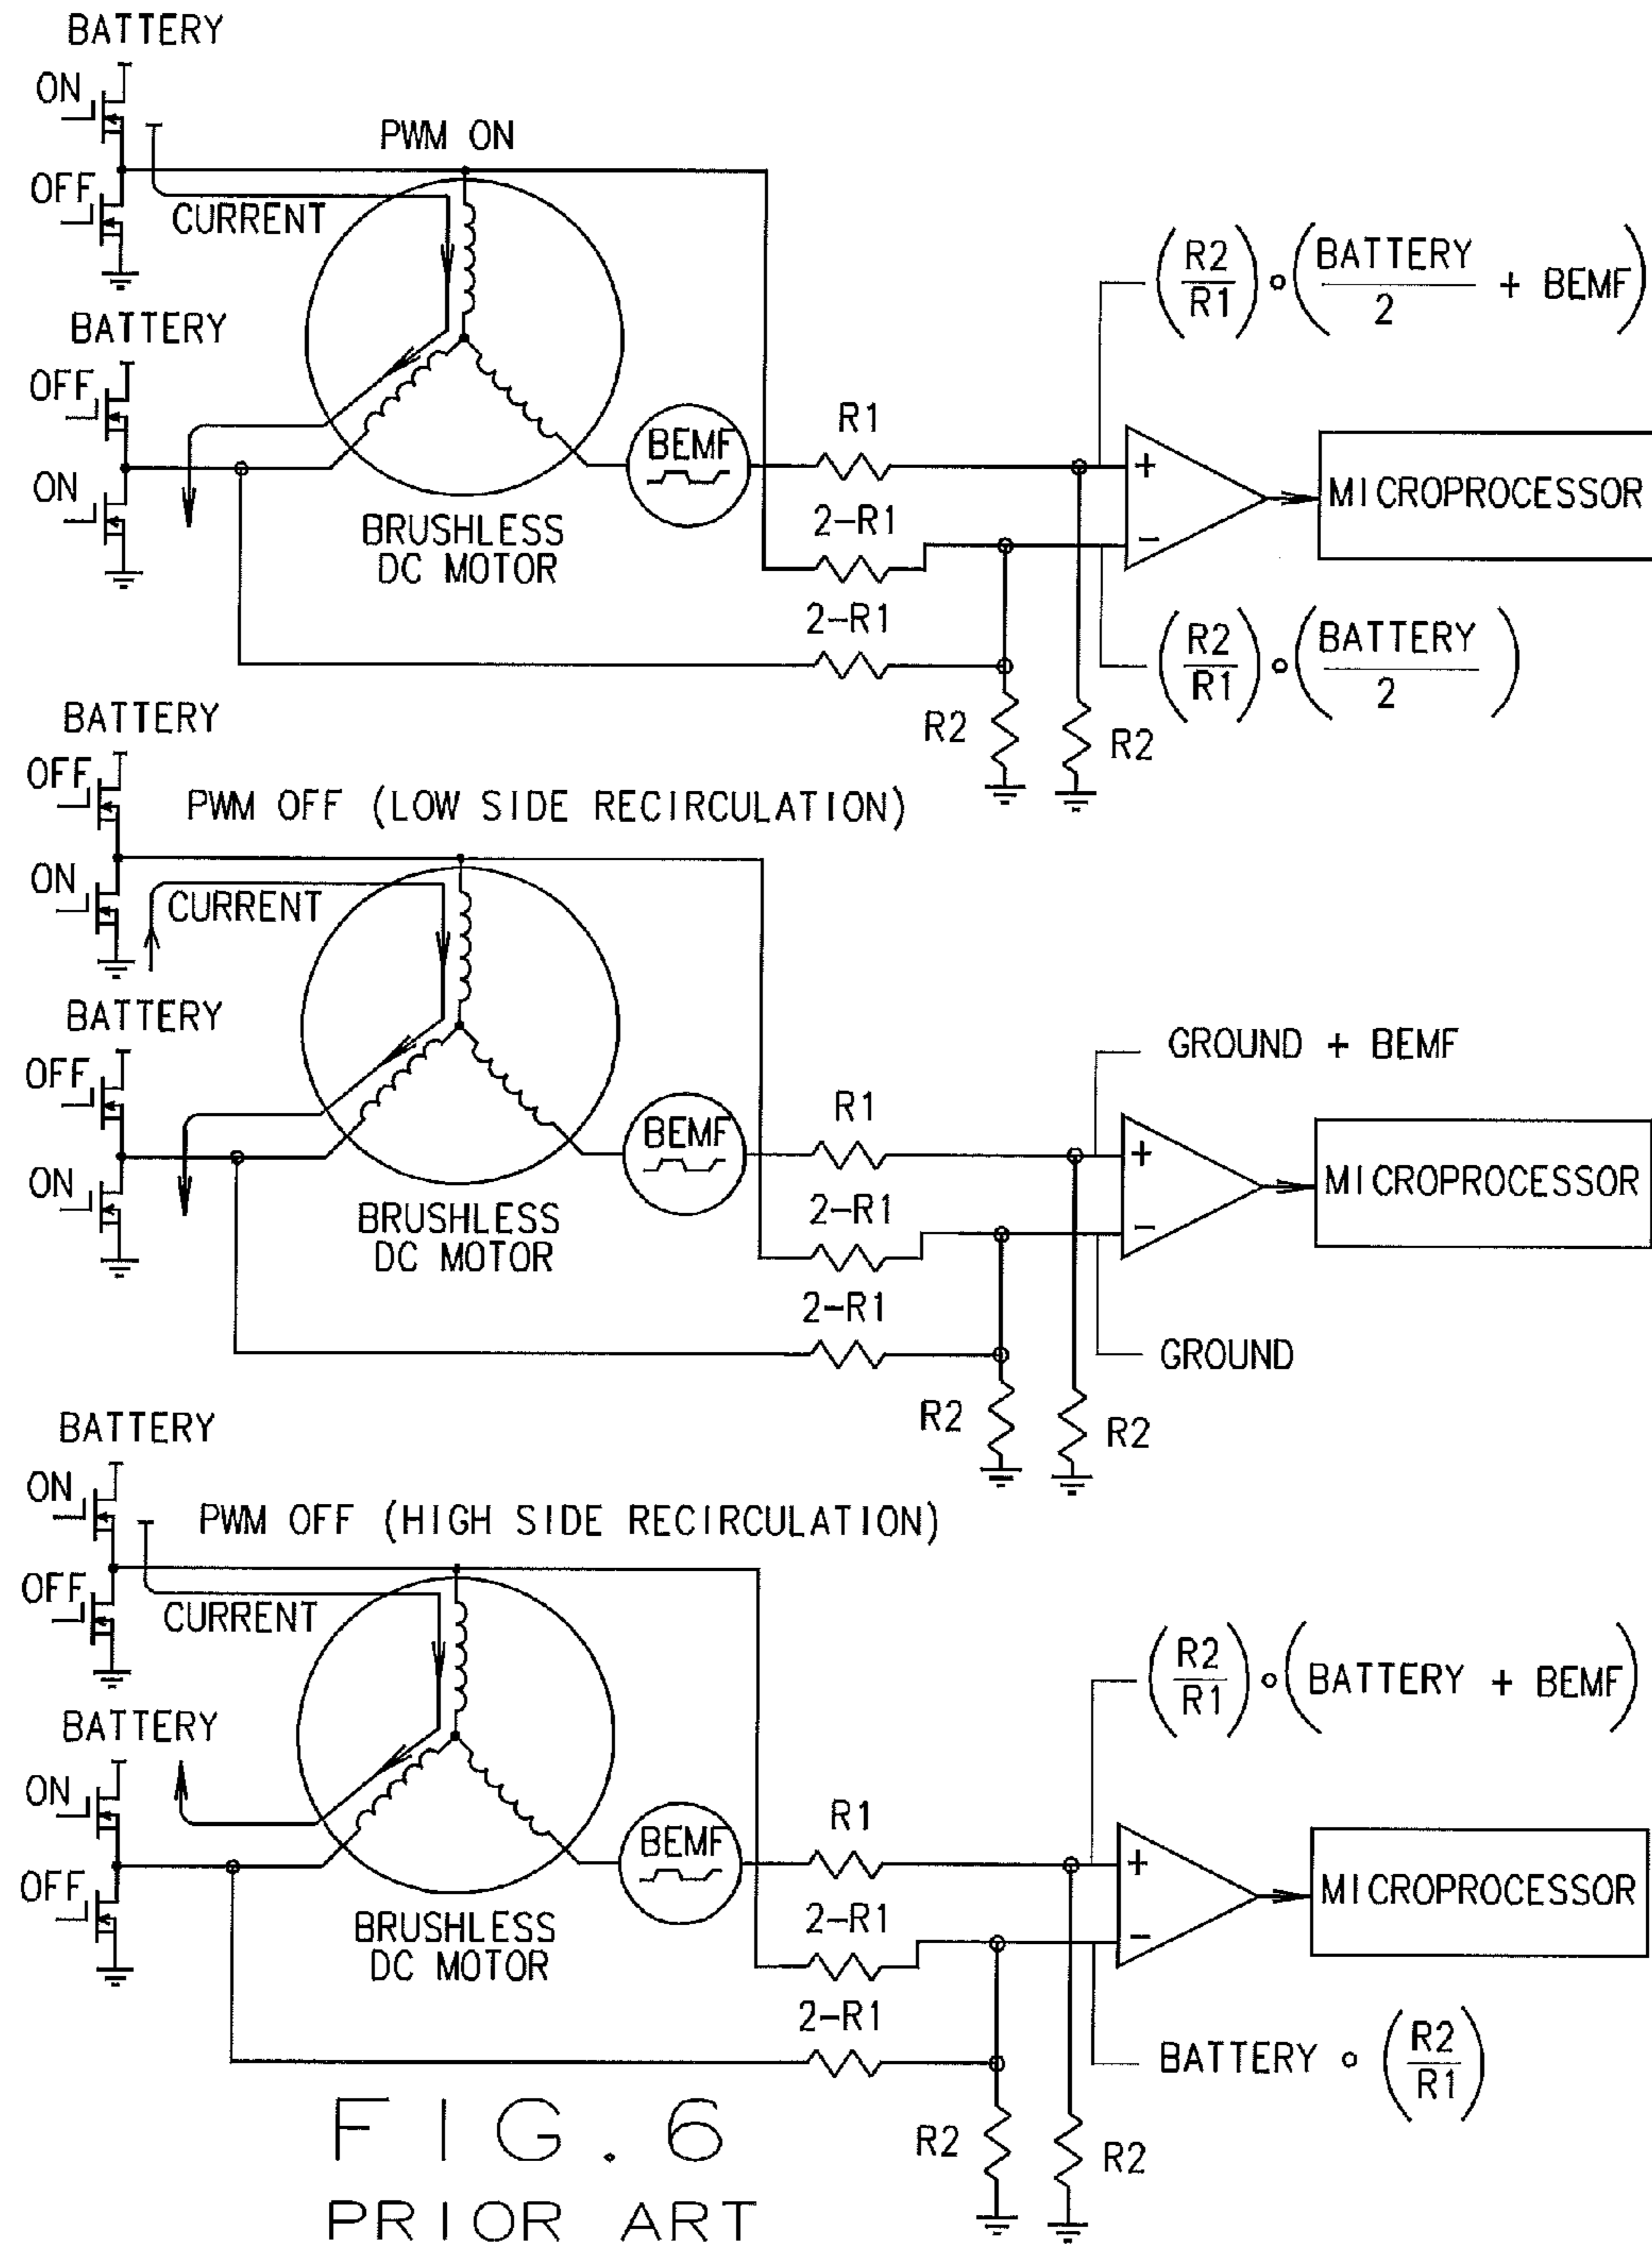 BATTERY
ON
PWM ON
OFF
CURRENT
(R2/R1)∘(BATTERY/2 + BEMF)
BATTERY
OFF
R1
BEMF
+
MICROPROCESSOR
ON
BRUSHLESS
DC MOTOR
2-R1
−
2-R1
(R2/R1)∘(BATTERY/2)
R2
R2
BATTERY
OFF
PWM OFF (LOW SIDE RECIRCULATION)
ON
CURRENT
BATTERY
GROUND + BEMF
OFF
R1
BEMF
+
MICROPROCESSOR
ON
BRUSHLESS
DC MOTOR
2-R1
−
2-R1
GROUND
R2
R2
BATTERY
ON
PWM OFF (HIGH SIDE RECIRCULATION)
OFF
CURRENT
(R2/R1)∘(BATTERY + BEMF)
BATTERY
ON
R1
BEMF
+
MICROPROCESSOR
OFF
BRUSHLESS
DC MOTOR
2-R1
−
2-R1
BATTERY ∘ (R2/R1)
R2
R2
FIG. 6
PRIOR ART